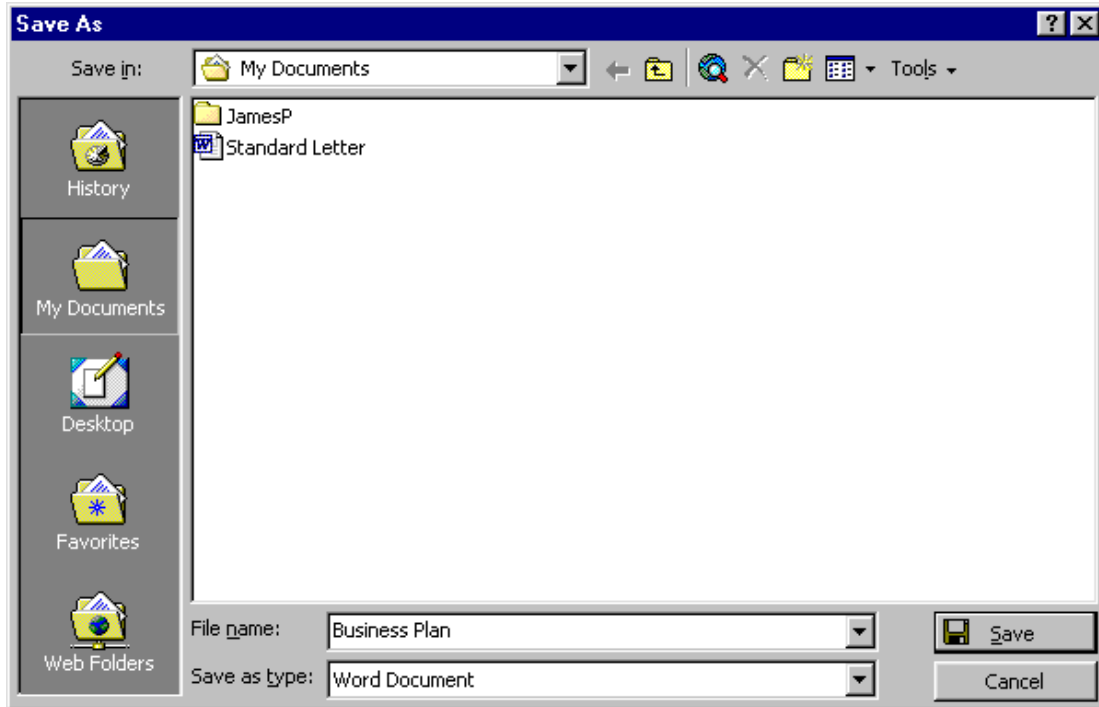 Save As
Save in:
My Documents
Tools
JamesP
Standard Letter
History
My Documents
Desktop
Favorites
Web Folders
File name:
Business Plan
Save
Save as type:
Word Document
Cancel